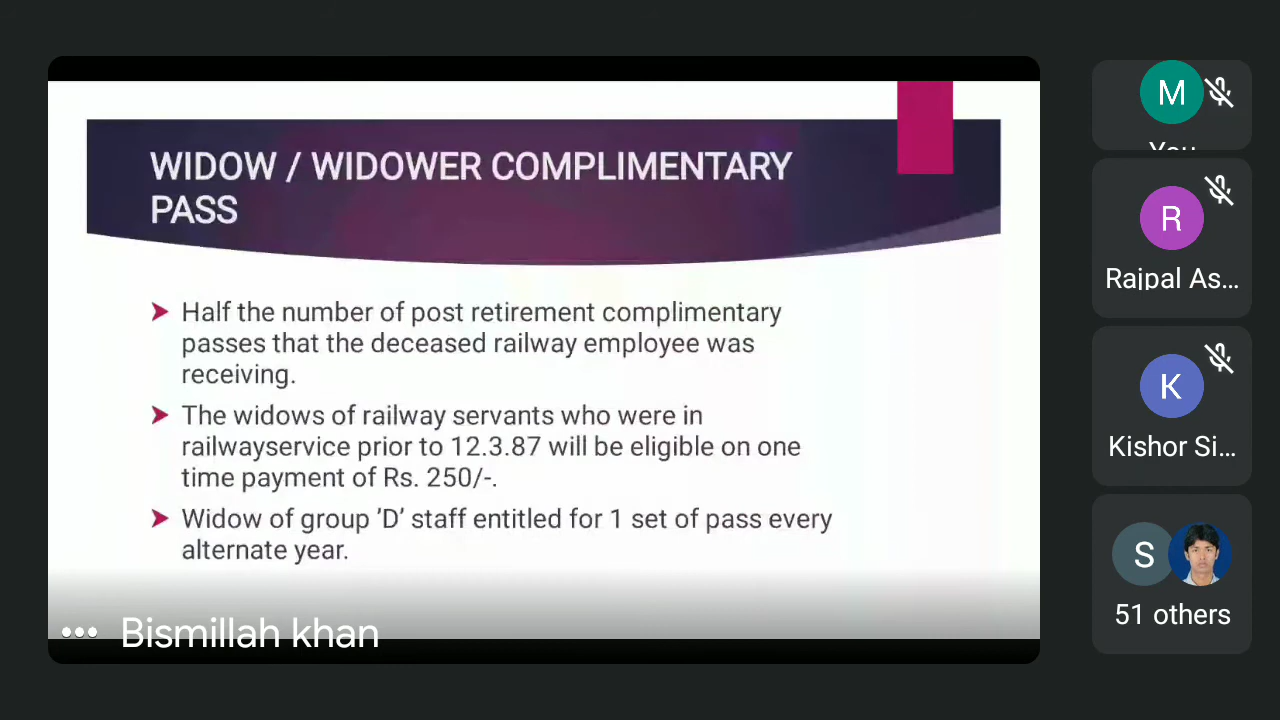 WIDOW / WIDOWER COMPLIMENTARY
PASS
Half the number of post retirement complimentary
passes that the deceased railway employee was
receiving.
The widows of railway servants who were in
railwayservice prior to 12.3.87 will be eligible on one
time payment of Rs. 250/-.
Widow of group ’D’ staff entitled for 1 set of pass every
alternate year.
Bismillah khan
M
You
R
Rajpal As...
K
Kishor Si...
S
51 others